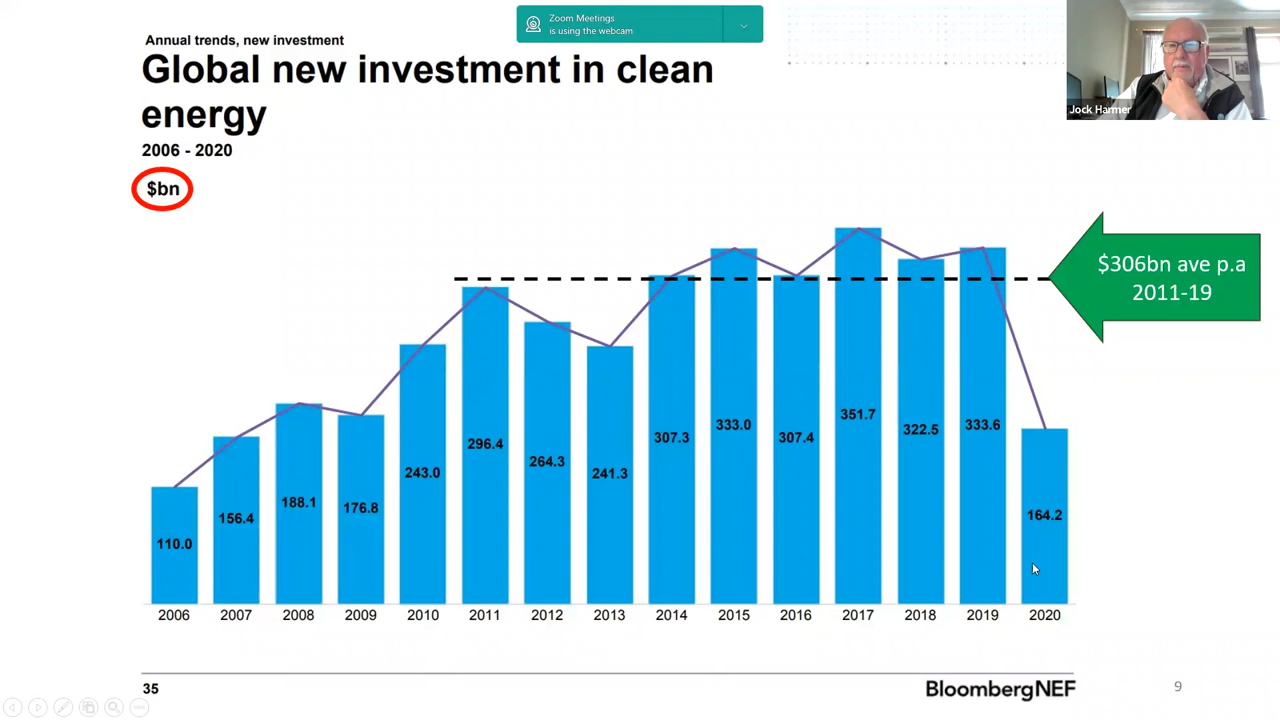 Zoom Meetings
is using the webcam
Jock Harmer
Annual trends, new investment
Global new investment in clean
energy
2006 - 2020
$bn
$306bn ave p.a
2011-19
110.0
156.4
188.1
176.8
243.0
296.4
264.3
241.3
307.3
333.0
307.4
351.7
322.5
333.6
164.2
2006 2007 2008 2009 2010 2011 2012 2013 2014 2015 2016 2017 2018 2019 2020
35
BloombergNEF
9